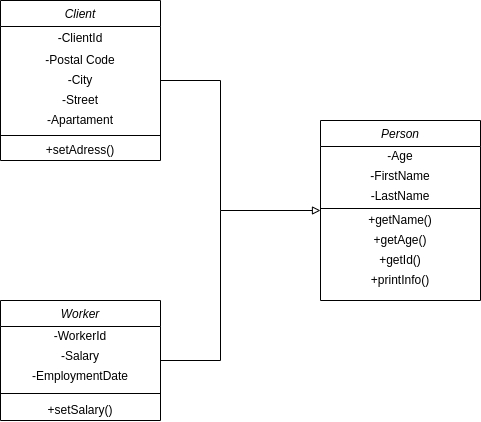 Client
-ClientId
-Postal Code
-City
-Street
-Apartament
+setAdress()
Person
-Age
-FirstName
-LastName
+getName()
+getAge()
+getId()
+printInfo()
Worker
-WorkerId
-Salary
-EmploymentDate
+setSalary()